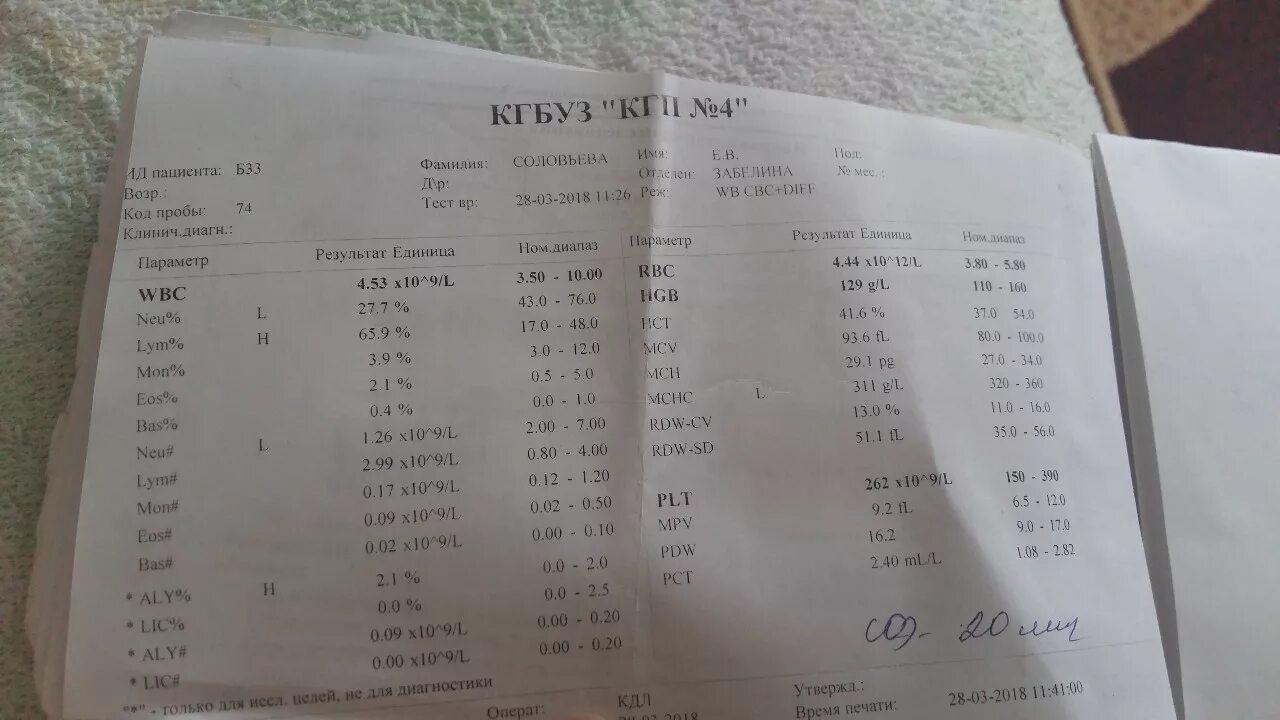 КГБУЗ "КГП №4"
ИД пациента: Б33 Фамилия: СОЛОВЬЕВА Имя: Е.В. Пол:
Возр.: Д\р: Отделен: ЗАБЕЛИНА № мес. :
Код пробы: 74 Тест вр: 28-03-2018 11:26 Реж: WB CBC+DIFF
Клинич.диагн.:
Параметр Результат Единица Ном.диапаз Параметр Результат Единица Ном.диапаз
WBC 4.53 x10^9/L 3.50 - 10.00 RBC 4.44 x10^12/L 3.80 - 5.80
Neu% L 27.7 % 43.0 - 76.0 HGB 129 g/L 110 - 160
Lym% H 65.9 % 17.0 - 48.0 HCT 41.6 % 37.0 54.0
Mon% 3.9 % 3.0 - 12.0 MCV 93.6 fL 80.0 - 100.0
Eos% 2.1 % 0.5 - 5.0 MCH 29.1 pg 27.0 - 34.0
Bas% 0.4 % 0.0 - 1.0 MCHC L 311 g/L 320 - 360
Neu# L 1.26 x10^9/L 2.00 - 7.00 RDW-CV 13.0 % 11.0 - 16.0
Lym# 2.99 x10^9/L 0.80 - 4.00 RDW-SD 51.1 fL 35.0 - 56.0
Mon# 0.17 x10^9/L 0.12 - 1.20
Eos# 0.09 x10^9/L 0.02 - 0.50 PLT 262 x10^9/L 150 - 390
Bas# 0.02 x10^9/L 0.00 - 0.10 MPV 9.2 fL 6.5 - 12.0
* ALY% H 2.1 % 0.0 - 2.0 PDW 16.2 9.0 - 17.0
* LIC% 0.0 % 0.0 - 2.5 PCT 2.40 mL/L 1.08 - 2.82
* ALY# 0.09 x10^9/L 0.00 - 0.20
* LIC# 0.00 x10^9/L 0.00 - 0.20
СОЭ- 20 мм
"*" - только для иссл. целей, не для диагностики
Операт: КДЛ Утвержд.:
28-03-2018 Время печати: 28-03-2018 11:41:00